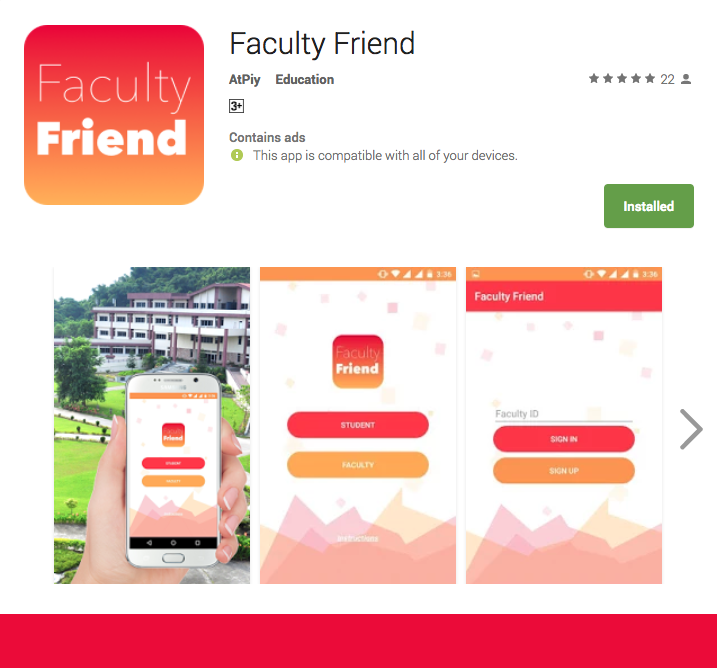 Faculty
Friend
Faculty Friend
AtPiy Education
22
3+
Contains ads
This app is compatible with all of your devices.
Installed
Faculty
Friend
STUDENT
3:36
Faculty
Friend
STUDENT
FACULTY
Instructions
3:36
Faculty Friend
Faculty ID
SIGN IN
SIGN UP